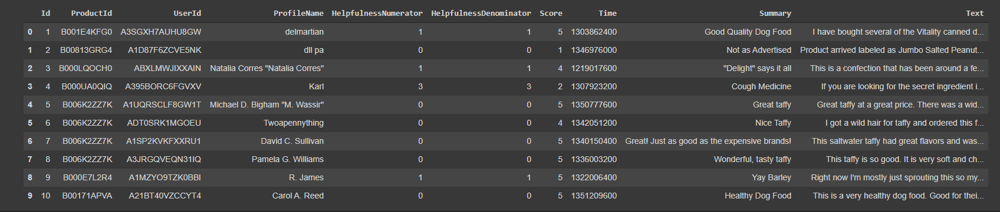 Id ProductId UserId ProfileName HelpfulnessNumerator HelpfulnessDenominator Score Time Summary Text
0 1 B001E4KFG0 A3SGXH7AUHU8GW delmartian 1 1 5 1303862400 Good Quality Dog Food I have bought several of the Vitality canned d...
1 2 B00813GRG4 A1D87F6ZCVE5NK dll pa 0 0 1 1346976000 Not as Advertised Product arrived labeled as Jumbo Salted Peanut...
2 3 B000LQOCH0 ABXLMWJIXXAIN Natalia Corres "Natalia Corres" 1 1 4 1219017600 "Delight" says it all This is a confection that has been around a fe...
3 4 B000UA0QIQ A395BORC6FGVXV Karl 3 3 2 1307923200 Cough Medicine If you are looking for the secret ingredient i...
4 5 B006K2ZZ7K A1UQRSCLF8GW1T Michael D. Bigham "M. Wassir" 0 0 5 1350777600 Great taffy Great taffy at a great price. There was a wid...
5 6 B006K2ZZ7K ADT0SRK1MGOEU Twoapennything 0 0 4 1342051200 Nice Taffy I got a wild hair for taffy and ordered this f...
6 7 B006K2ZZ7K A1SP2KVKFXXRU1 David C. Sullivan 0 0 5 1340150400 Great! Just as good as the expensive brands! This saltwater taffy had great flavors and was...
7 8 B006K2ZZ7K A3JRGQVEQN31IQ Pamela G. Williams 0 0 5 1336003200 Wonderful, tasty taffy This taffy is so good. It is very soft and ch...
8 9 B000E7L2R4 A1MZYO9TZK0BBI R. James 1 1 5 1322006400 Yay Barley Right now I'm mostly just sprouting this so my...
9 10 B00171APVA A21BT40VZCCYT4 Carol A. Reed 0 0 5 1351209600 Healthy Dog Food This is a very healthy dog food. Good for thei...